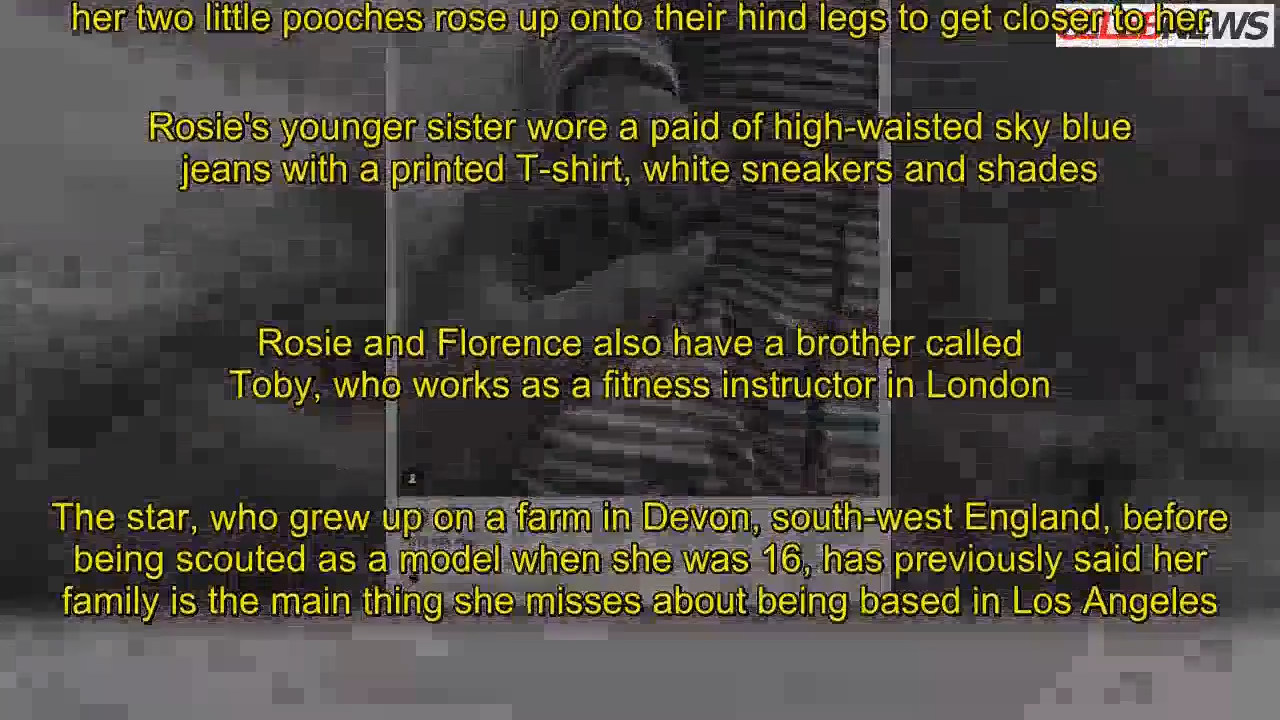 her two little pooches rose up onto their hind legs to get closer to her
NEWS
Rosie's younger sister wore a paid of high-waisted sky blue
jeans with a printed T-shirt, white sneakers and shades
Rosie and Florence also have a brother called
Toby, who works as a fitness instructor in London
The star, who grew up on a farm in Devon, south-west England, before
being scouted as a model when she was 16, has previously said her
family is the main thing she misses about being based in Los Angeles